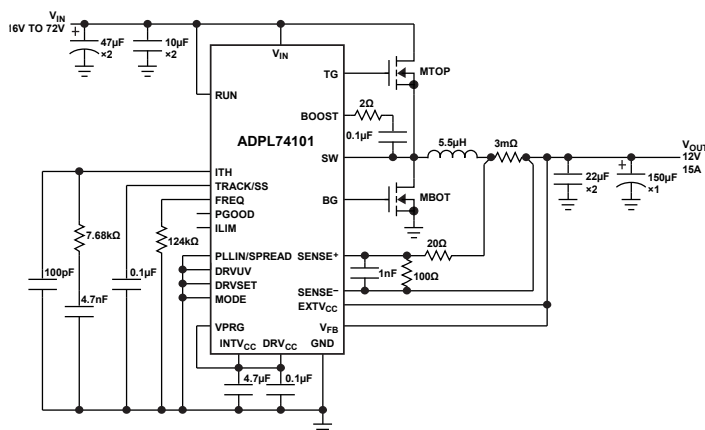 VIN
16V TO 72V
47µF
×2
10µF
×2
VIN
RUN
TG
MTOP
BOOST
2Ω
0.1µF
ADPL74101
SW
5.5µH
3mΩ
VOUT
12V
15A
22µF
×2
150µF
×1
ITH
TRACK/SS
FREQ
PGOOD
ILIM
BG
MBOT
7.68kΩ
124kΩ
100pF
4.7nF
0.1µF
PLLIN/SPREAD
DRVUV
DRVSET
MODE
SENSE+
20Ω
1nF
100Ω
SENSE−
EXTVCC
VPRG
VFB
INTVCC
DRVCC
GND
4.7µF
0.1µF